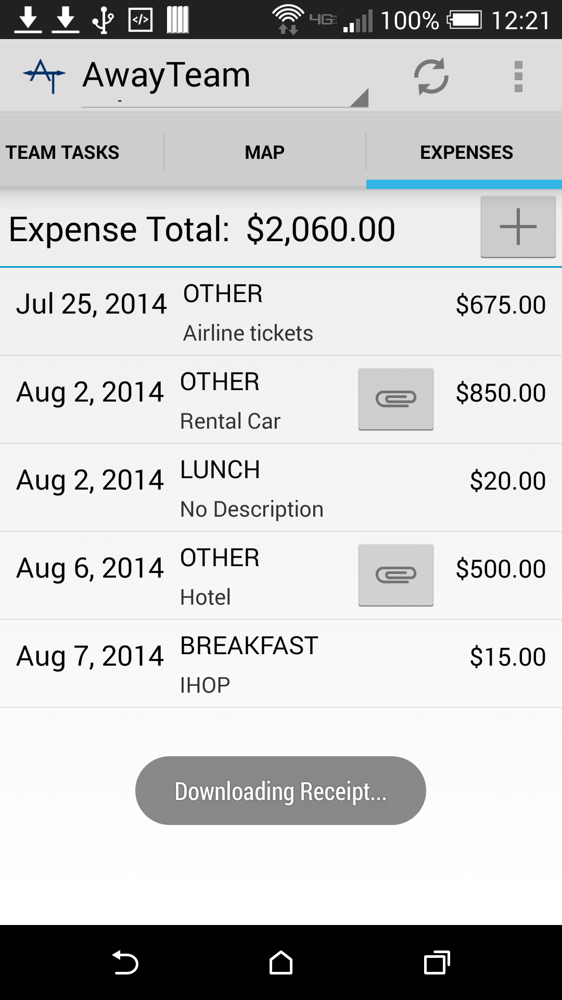 100% 12:21
AwayTeam
TEAM TASKS MAP EXPENSES
Expense Total: $2,060.00
Jul 25, 2014 OTHER $675.00
Airline tickets
Aug 2, 2014 OTHER $850.00
Rental Car
Aug 2, 2014 LUNCH $20.00
No Description
Aug 6, 2014 OTHER $500.00
Hotel
Aug 7, 2014 BREAKFAST $15.00
IHOP
Downloading Receipt...